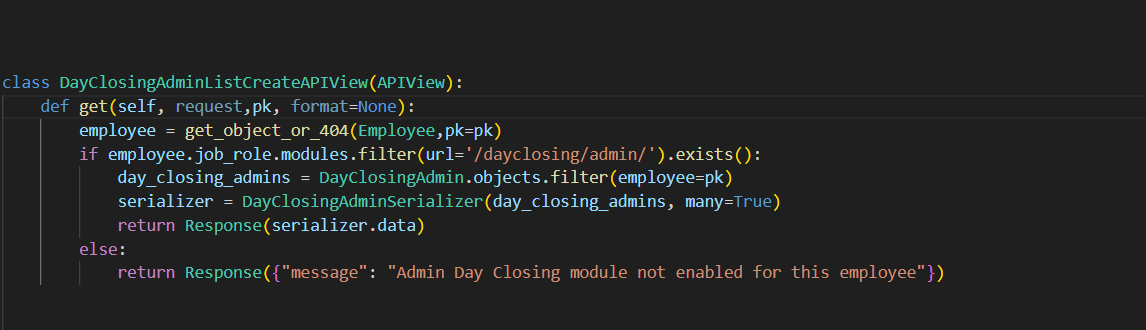 class DayClosingAdminListCreateAPIView(APIView):
    def get(self, request,pk, format=None):
        employee = get_object_or_404(Employee,pk=pk)
        if employee.job_role.modules.filter(url='/dayclosing/admin/').exists():
            day_closing_admins = DayClosingAdmin.objects.filter(employee=pk)
            serializer = DayClosingAdminSerializer(day_closing_admins, many=True)
            return Response(serializer.data)
        else:
            return Response({"message": "Admin Day Closing module not enabled for this employee"})